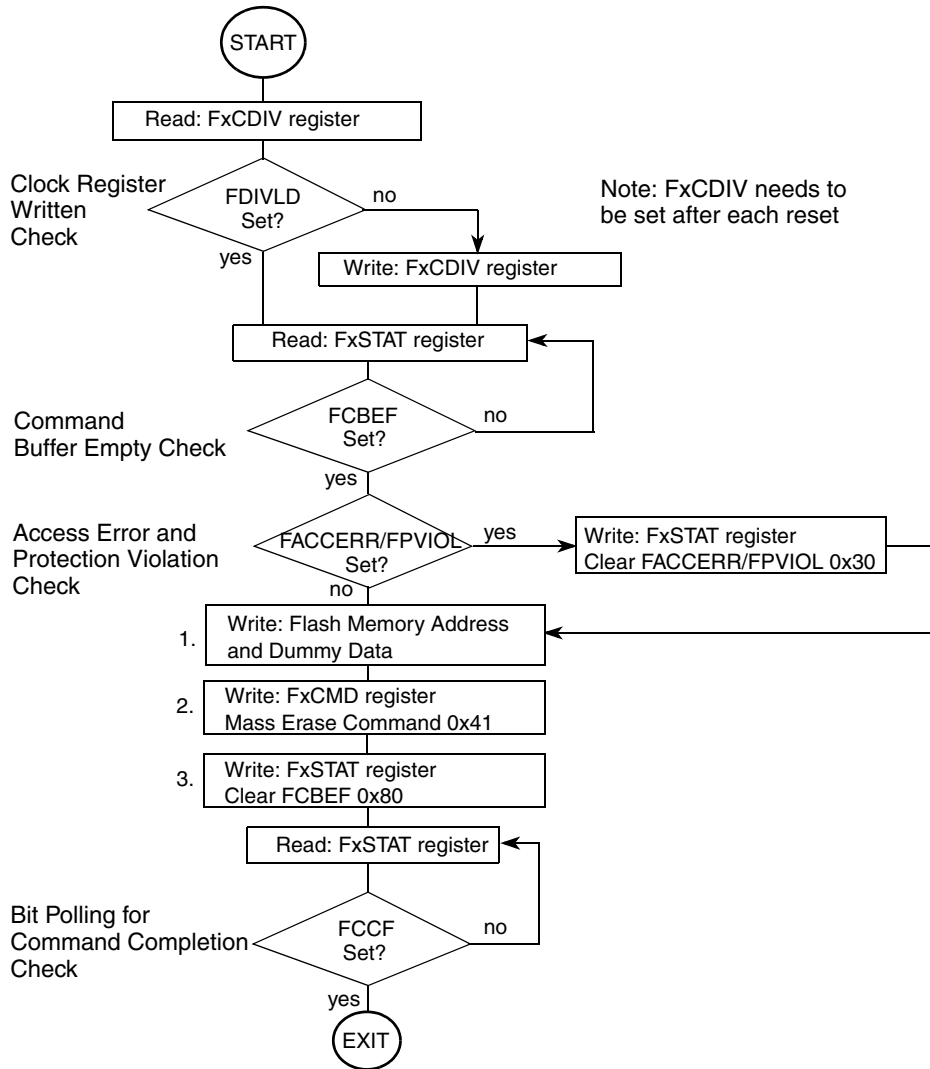 START
Read: FxCDIV register
Clock Register
Written
Check
FDIVLD
Set?
no
yes
Note: FxCDIV needs to
be set after each reset
Write: FxCDIV register
Read: FxSTAT register
Command
Buffer Empty Check
FCBEF
Set?
no
yes
Access Error and
Protection Violation
Check
FACCERR/FPVIOL
Set?
yes
no
Write: FxSTAT register
Clear FACCERR/FPVIOL 0x30
1.
Write: Flash Memory Address
and Dummy Data
2.
Write: FxCMD register
Mass Erase Command 0x41
3.
Write: FxSTAT register
Clear FCBEF 0x80
Read: FxSTAT register
Bit Polling for
Command Completion
Check
FCCF
Set?
no
yes
EXIT